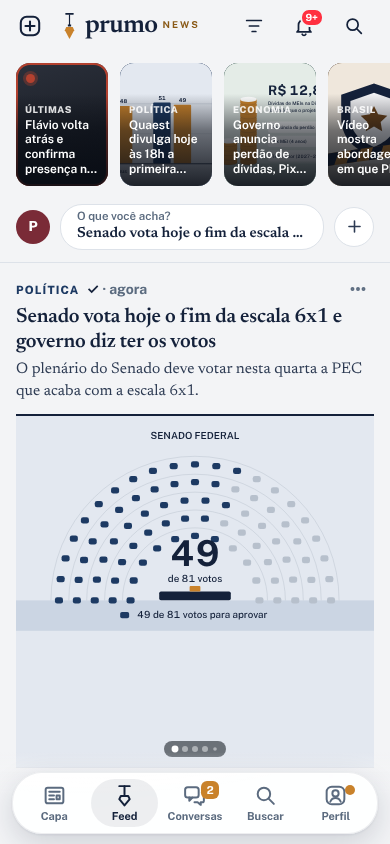 prumo NEWS
9+
ÚLTIMAS
Flávio volta
atrás e
confirma
presença n...
48
51
49
POLÍTICA
Quaest
divulga hoje
às 18h a
primeira...
R$ 12,8
ECONOMIA
Governo
anuncia
perdão de
dívidas, Pix...
BRASIL
Vídeo
mostra
abordage
em que P
P
O que você acha?
Senado vota hoje o fim da escala ...
POLÍTICA · agora
Senado vota hoje o fim da escala 6x1 e
governo diz ter os votos
O plenário do Senado deve votar nesta quarta a PEC
que acaba com a escala 6x1.
SENADO FEDERAL
49
de 81 votos
49 de 81 votos para aprovar
2
Capa
Feed
Conversas
Buscar
Perfil